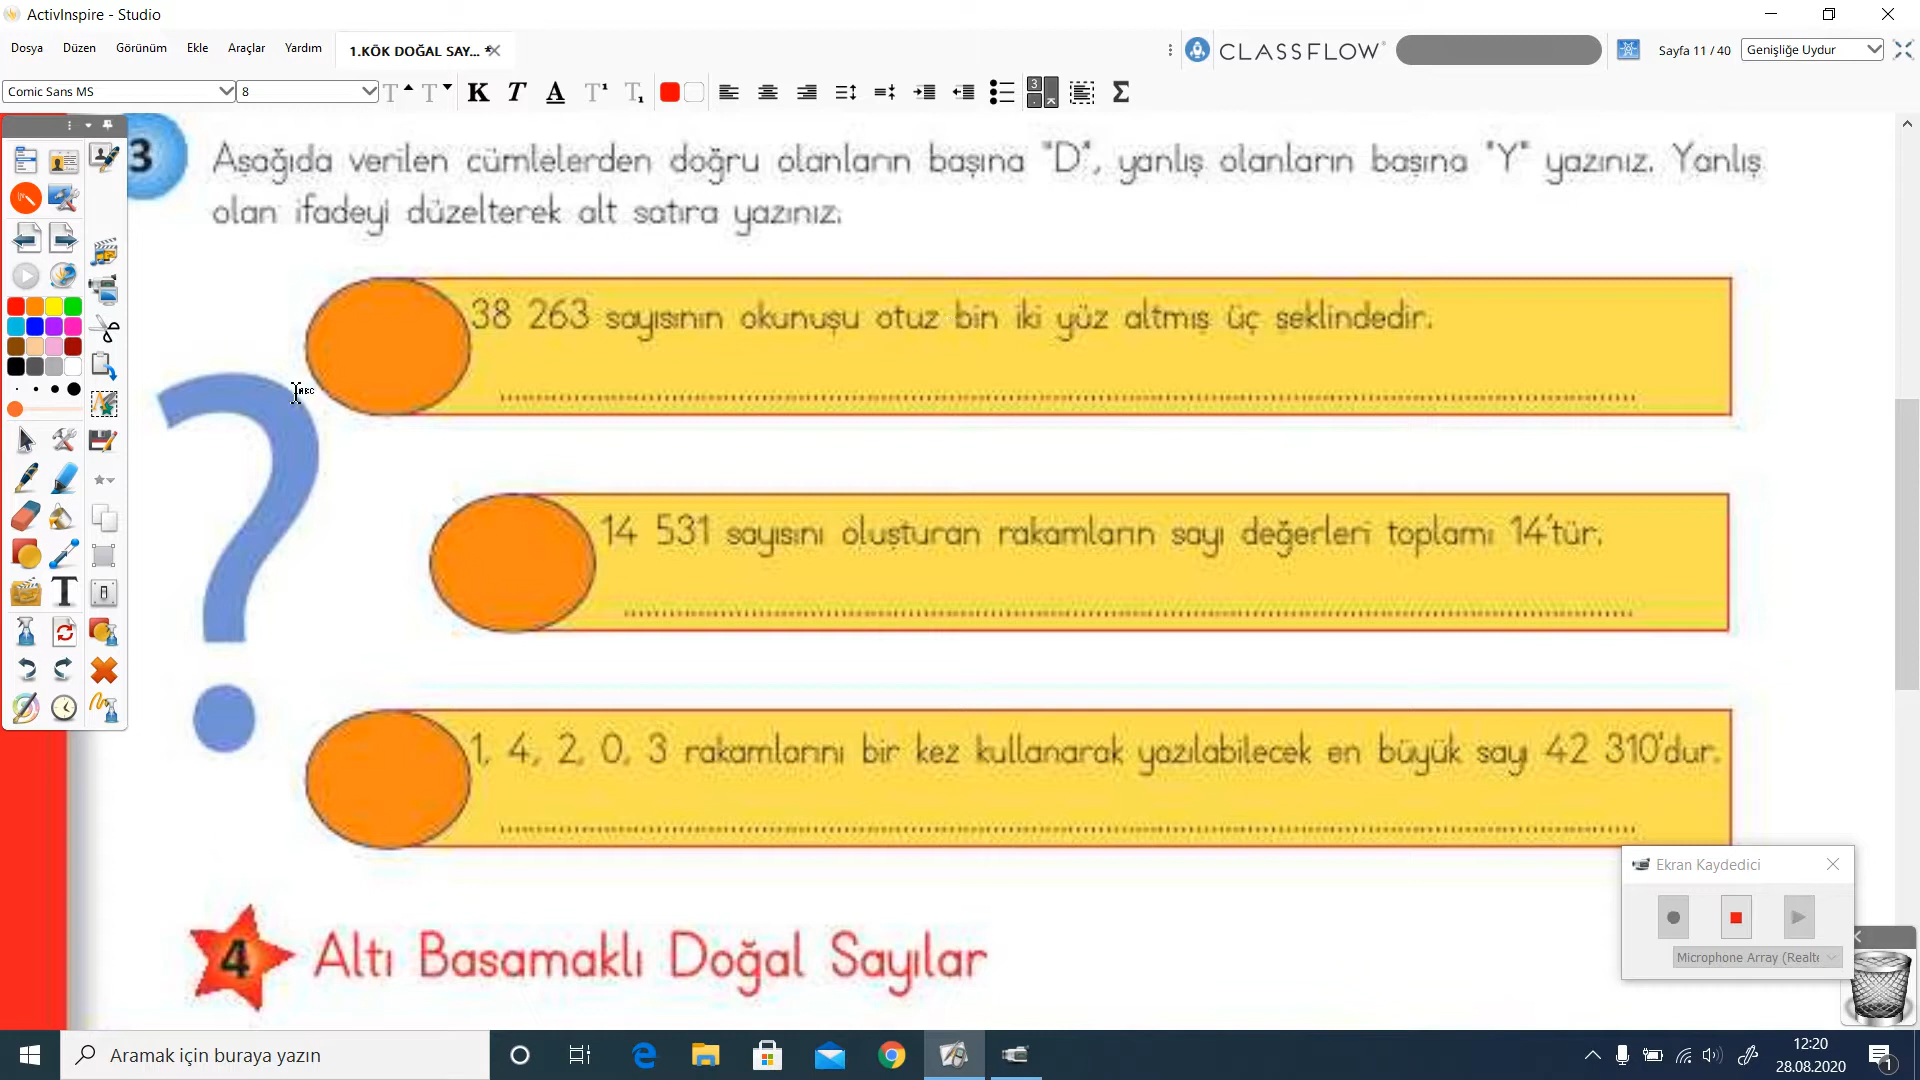 ActivInspire - Studio
Dosya Düzen Görünüm Ekle Araçlar Yardım
1.KÖK DOĞAL SAY... *
CLASSFLOW
Sayfa 11 / 40
Genişliğe Uydur
Comic Sans MS
8
K T A T¹ T₁
3
Aşağıda verilen cümlelerden doğru olanların başına "D", yanlış olanların başına "Y" yazınız. Yanlış
olan ifadeyi düzelterek alt satıra yazınız.
38 263 sayısının okunuşu otuz bin iki yüz altmış üç şeklindedir.
14 531 sayısını oluşturan rakamların sayı değerleri toplamı 14'tür.
1, 4, 2, 0, 3 rakamlarını bir kez kullanarak yazılabilecek en büyük sayı 42 310'dur.
?
4 Altı Basamaklı Doğal Sayılar
Ekran Kaydedici
Microphone Array (Realte
Aramak için buraya yazın
12:20
28.08.2020
1